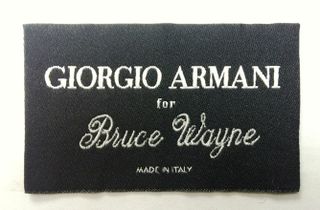 GIORGIO ARMANI
for
Bruce Wayne
MADE IN ITALY